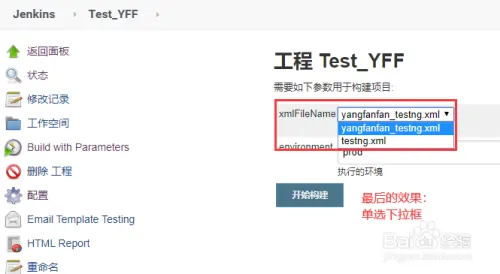 Jenkins Test_YFF
返回面板
状态
修改记录
工作空间
Build with Parameters
删除 工程
配置
Email Template Testing
HTML Report
重命名
工程 Test_YFF
需要如下参数用于构建项目:
xmlFileName yangfanfan_testng.xml
yangfanfan_testng.xml
testng.xml
environment prod
执行的环境
开始构建
最后的效果:
单选下拉框
Bai 经验